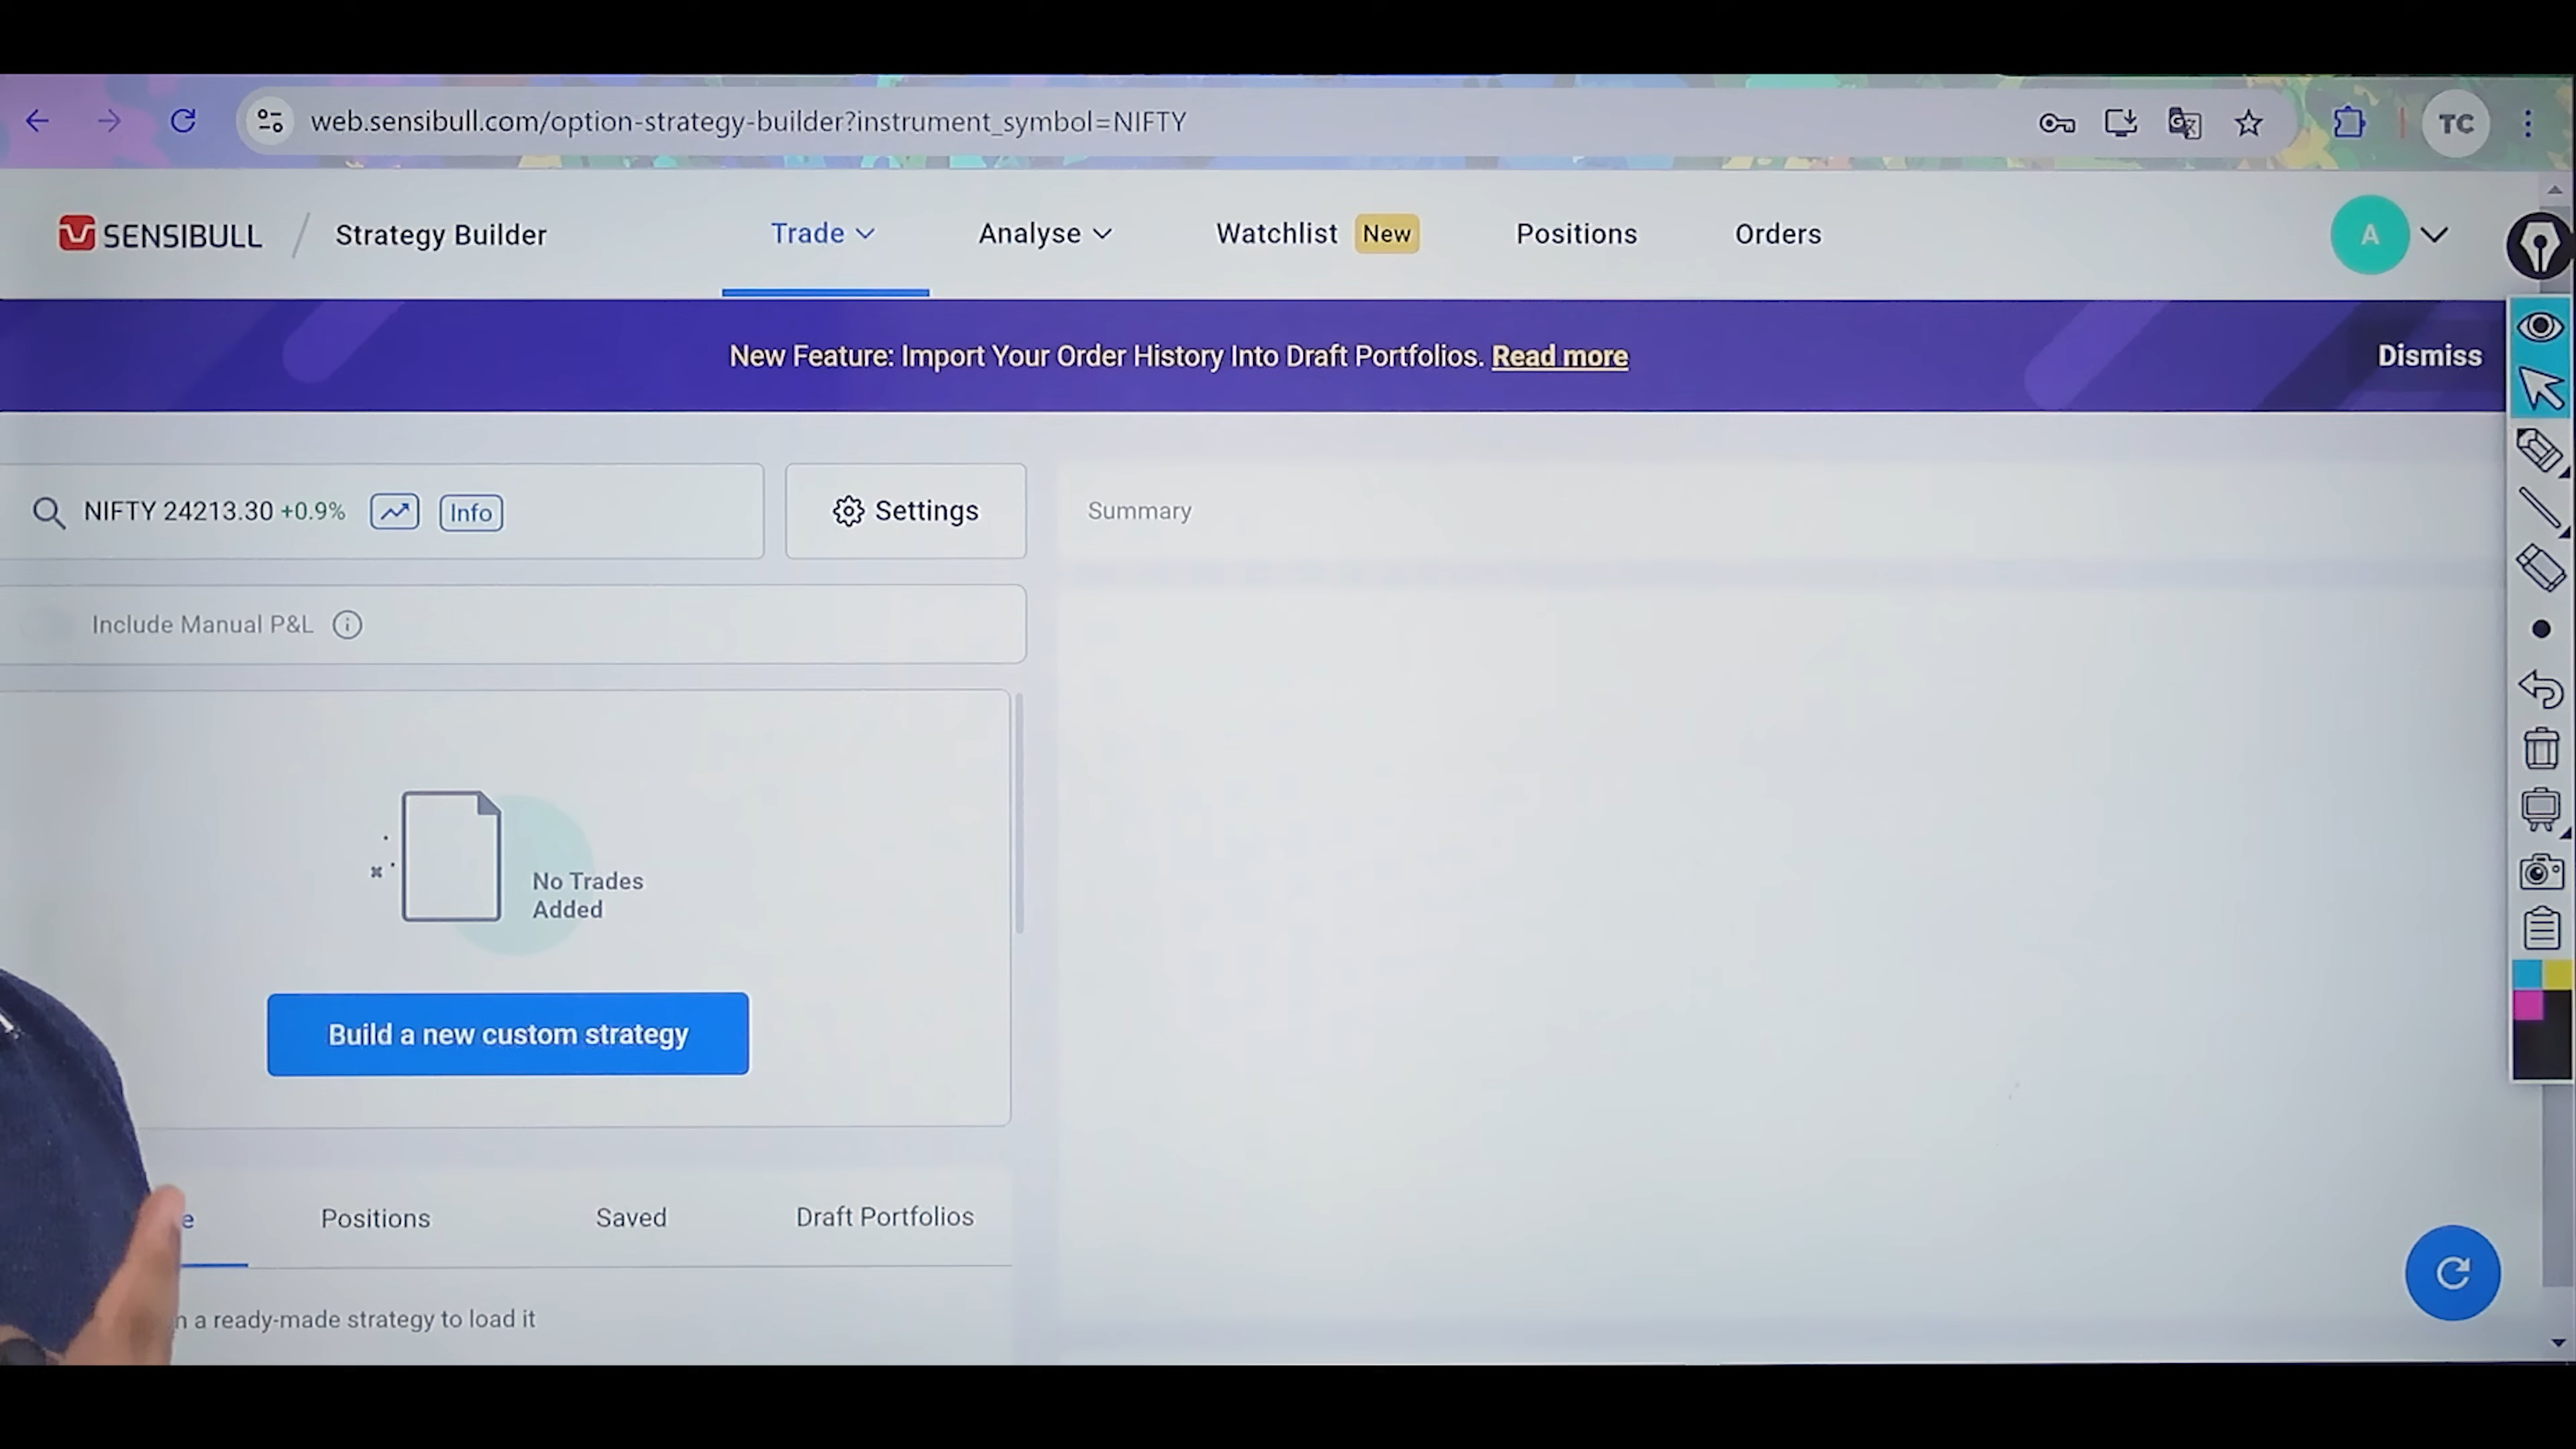 web.sensibull.com/option-strategy-builder?instrument_symbol=NIFTY
TC
SENSIBULL / Strategy Builder
Trade
Analyse
Watchlist New
Positions
Orders
A
New Feature: Import Your Order History Into Draft Portfolios. Read more
Dismiss
NIFTY 24213.30 +0.9%
Info
Settings
Summary
Include Manual P&L
No Trades
Added
Build a new custom strategy
e
Positions
Saved
Draft Portfolios
n a ready-made strategy to load it